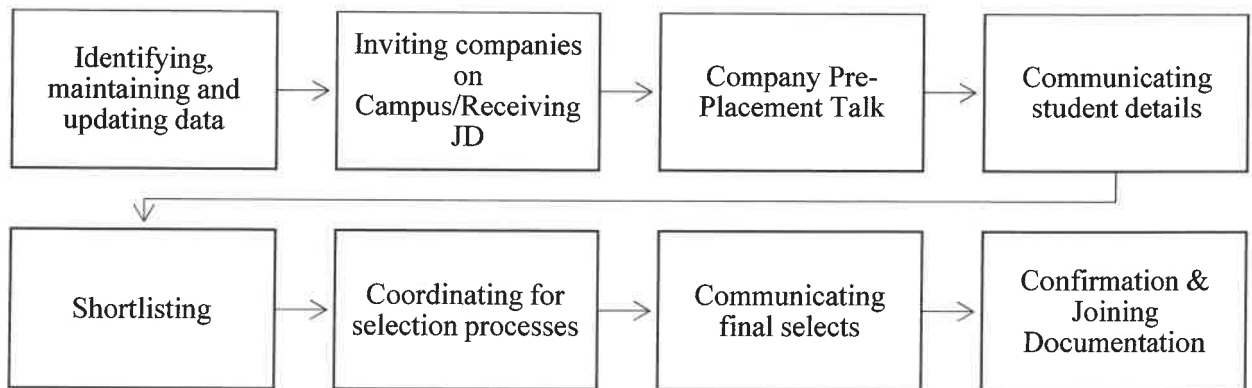 Identifying,
maintaining and
updating data
Inviting companies
on
Campus/Receiving
JD
Company Pre-
Placement Talk
Communicating
student details
Shortlisting
Coordinating for
selection processes
Communicating
final selects
Confirmation &
Joining
Documentation